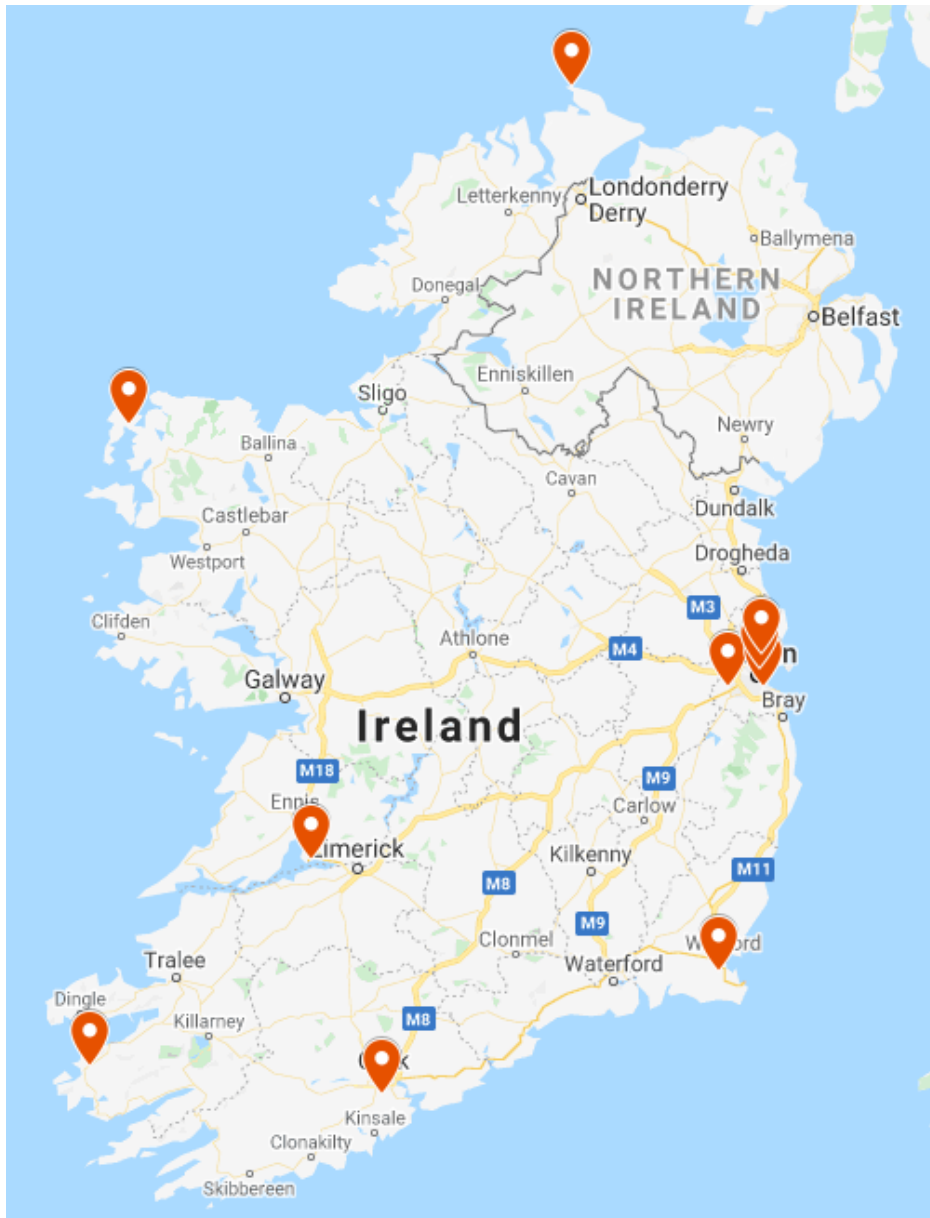 Letterkenny
Londonderry
Derry
Ballymena
Donegal
NORTHERN
IRELAND
Belfast
Enniskillen
Sligo
Newry
Ballina
Cavan
Dundalk
Castlebar
Westport
Drogheda
M3
Clifden
Athlone
M4
n
Galway
Bray
Ireland
M18
M9
Ennis
Carlow
Limerick
Kilkenny
M8
M11
M9
Clonmel
W ord
Tralee
Waterford
Dingle
Killarney
M8
C k
Kinsale
Clonakilty
Skibbereen